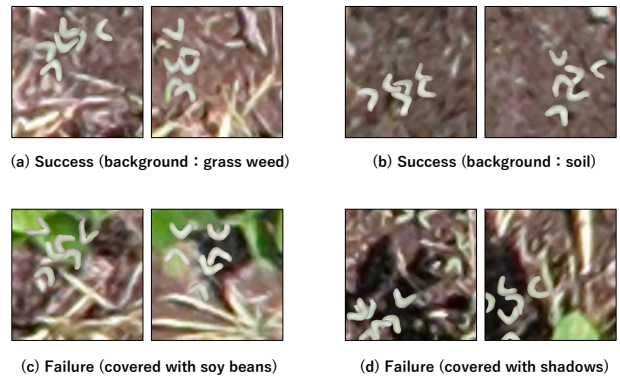 (a) Success (background：grass weed)
(b) Success (background：soil)
(c) Failure (covered with soy beans)
(d) Failure (covered with shadows)